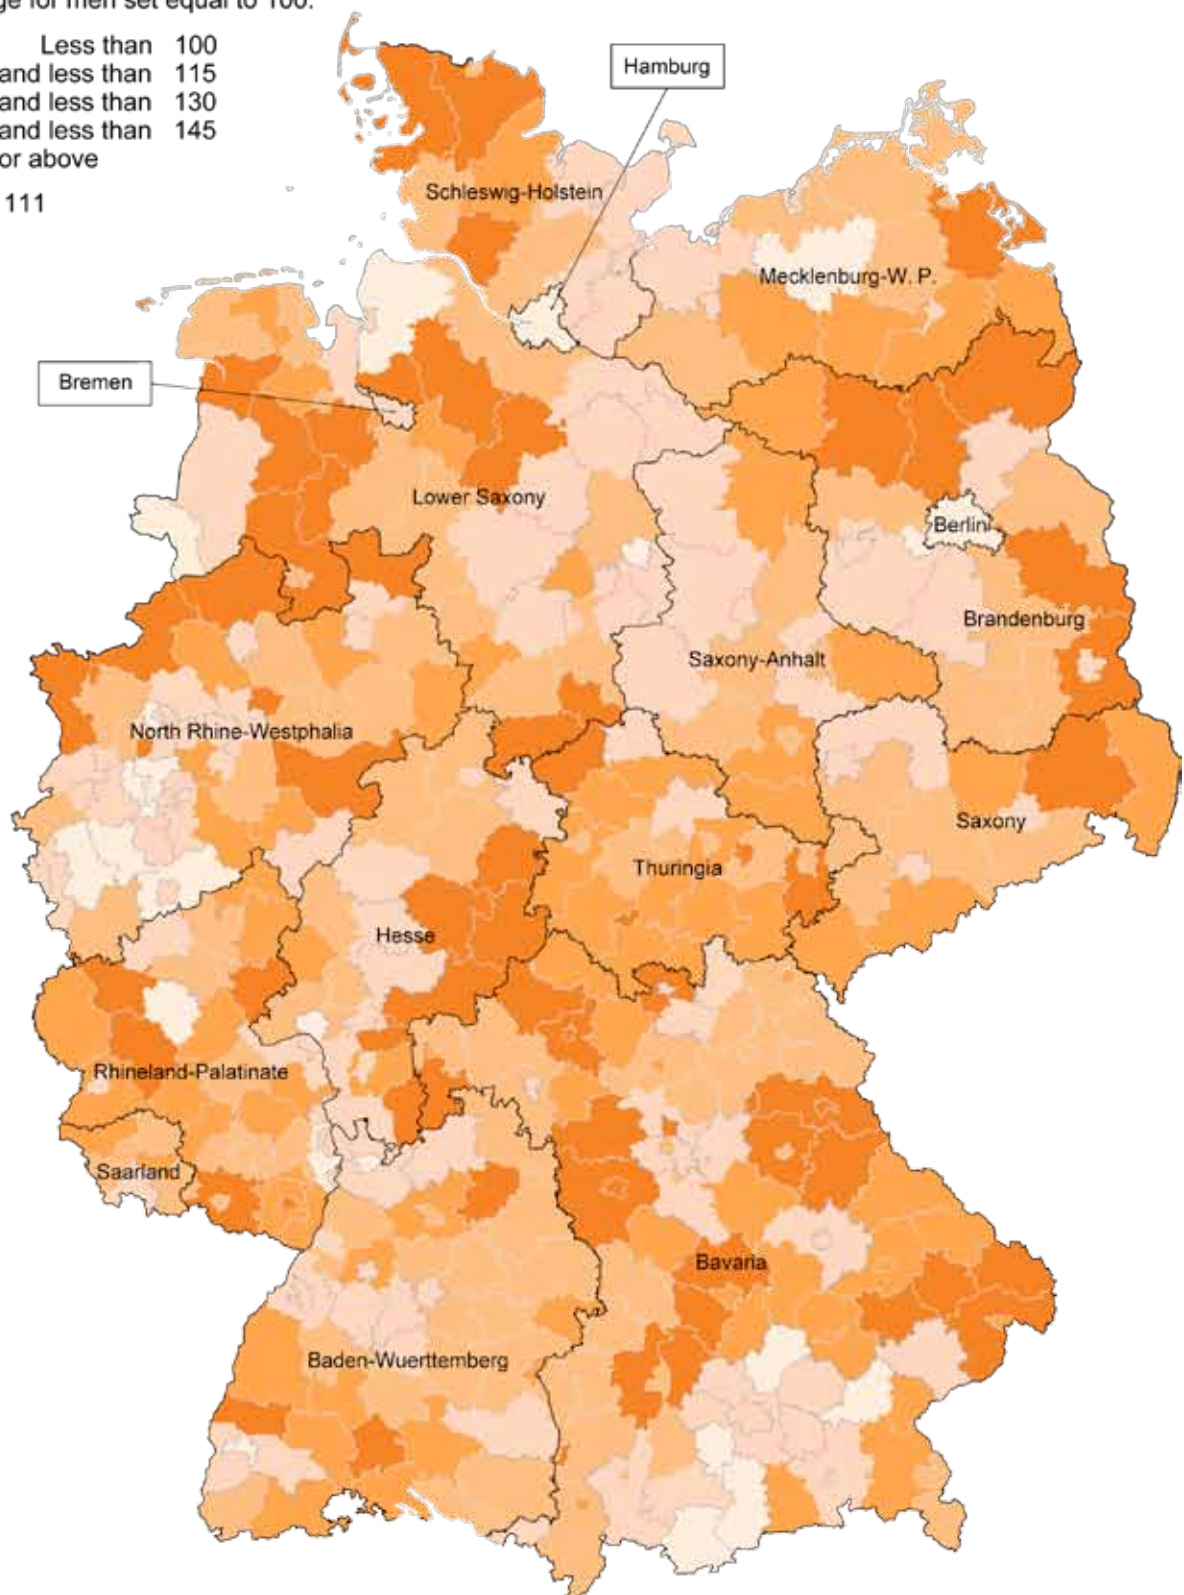 ge for men set equal to 100.
Less than 100
and less than 115
and less than 130
and less than 145
or above
111
Hamburg
Schleswig-Holstein
Mecklenburg-W. P.
Bremen
Lower Saxony
Berlin
Brandenburg
Saxony-Anhalt
North Rhine-Westphalia
Saxony
Thuringia
Hesse
Rhineland-Palatinate
Saarland
Bavaria
Baden-Wuerttemberg